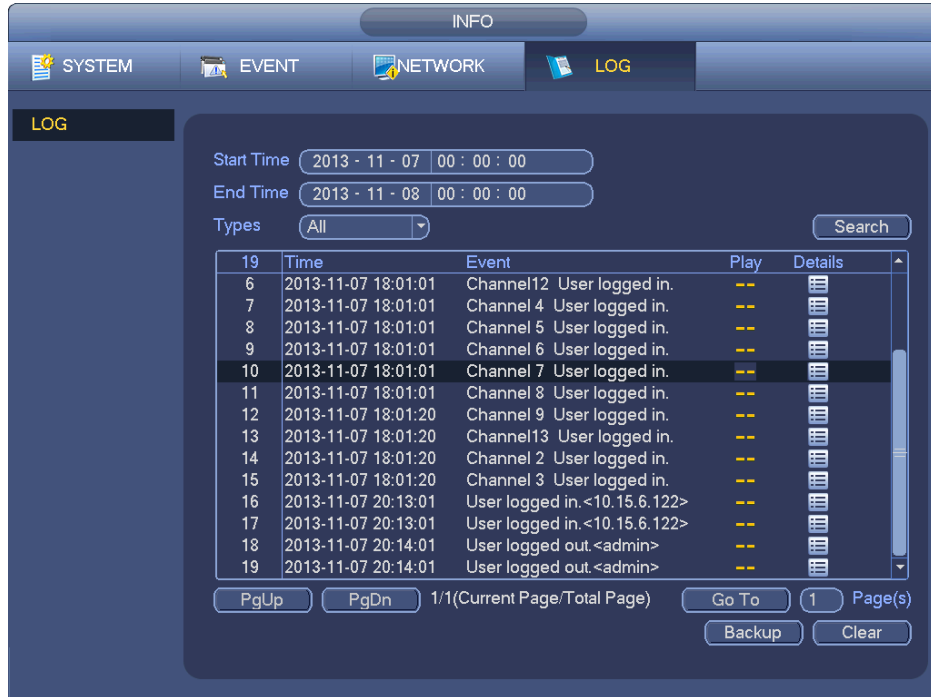 INFO
SYSTEM EVENT NETWORK LOG
LOG
Start Time 2013 - 11 - 07 00 : 00 : 00
End Time 2013 - 11 - 08 00 : 00 : 00
Types All Search
19 Time Event Play Details
6 2013-11-07 18:01:01 Channel12 User logged in. --
7 2013-11-07 18:01:01 Channel 4 User logged in. --
8 2013-11-07 18:01:01 Channel 5 User logged in. --
9 2013-11-07 18:01:01 Channel 6 User logged in. --
10 2013-11-07 18:01:01 Channel 7 User logged in. --
11 2013-11-07 18:01:01 Channel 8 User logged in. --
12 2013-11-07 18:01:20 Channel 9 User logged in. --
13 2013-11-07 18:01:20 Channel13 User logged in. --
14 2013-11-07 18:01:20 Channel 2 User logged in. --
15 2013-11-07 18:01:20 Channel 3 User logged in. --
16 2013-11-07 20:13:01 User logged in.<10.15.6.122> --
17 2013-11-07 20:13:01 User logged in.<10.15.6.122> --
18 2013-11-07 20:14:01 User logged out.<admin> --
19 2013-11-07 20:14:01 User logged out.<admin> --
PgUp PgDn 1/1(Current Page/Total Page) Go To 1 Page(s)
Backup Clear